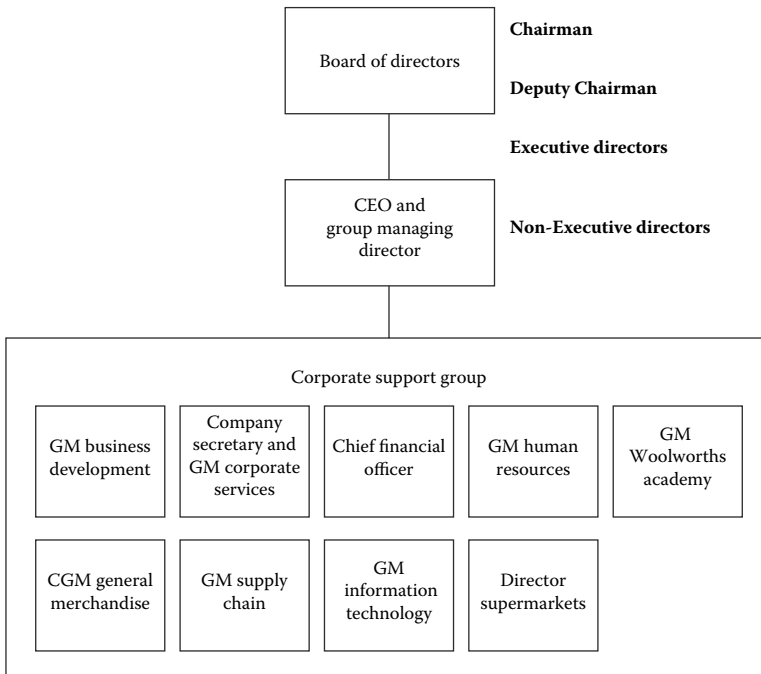 Board of directors
Chairman
Deputy Chairman
Executive directors
CEO and
group managing
director
Non-Executive directors
Corporate support group
GM business
development
Company
secretary and
GM corporate
services
Chief financial
officer
GM human
resources
GM
Woolworths
academy
CGM general
merchandise
GM supply
chain
GM
information
technology
Director
supermarkets